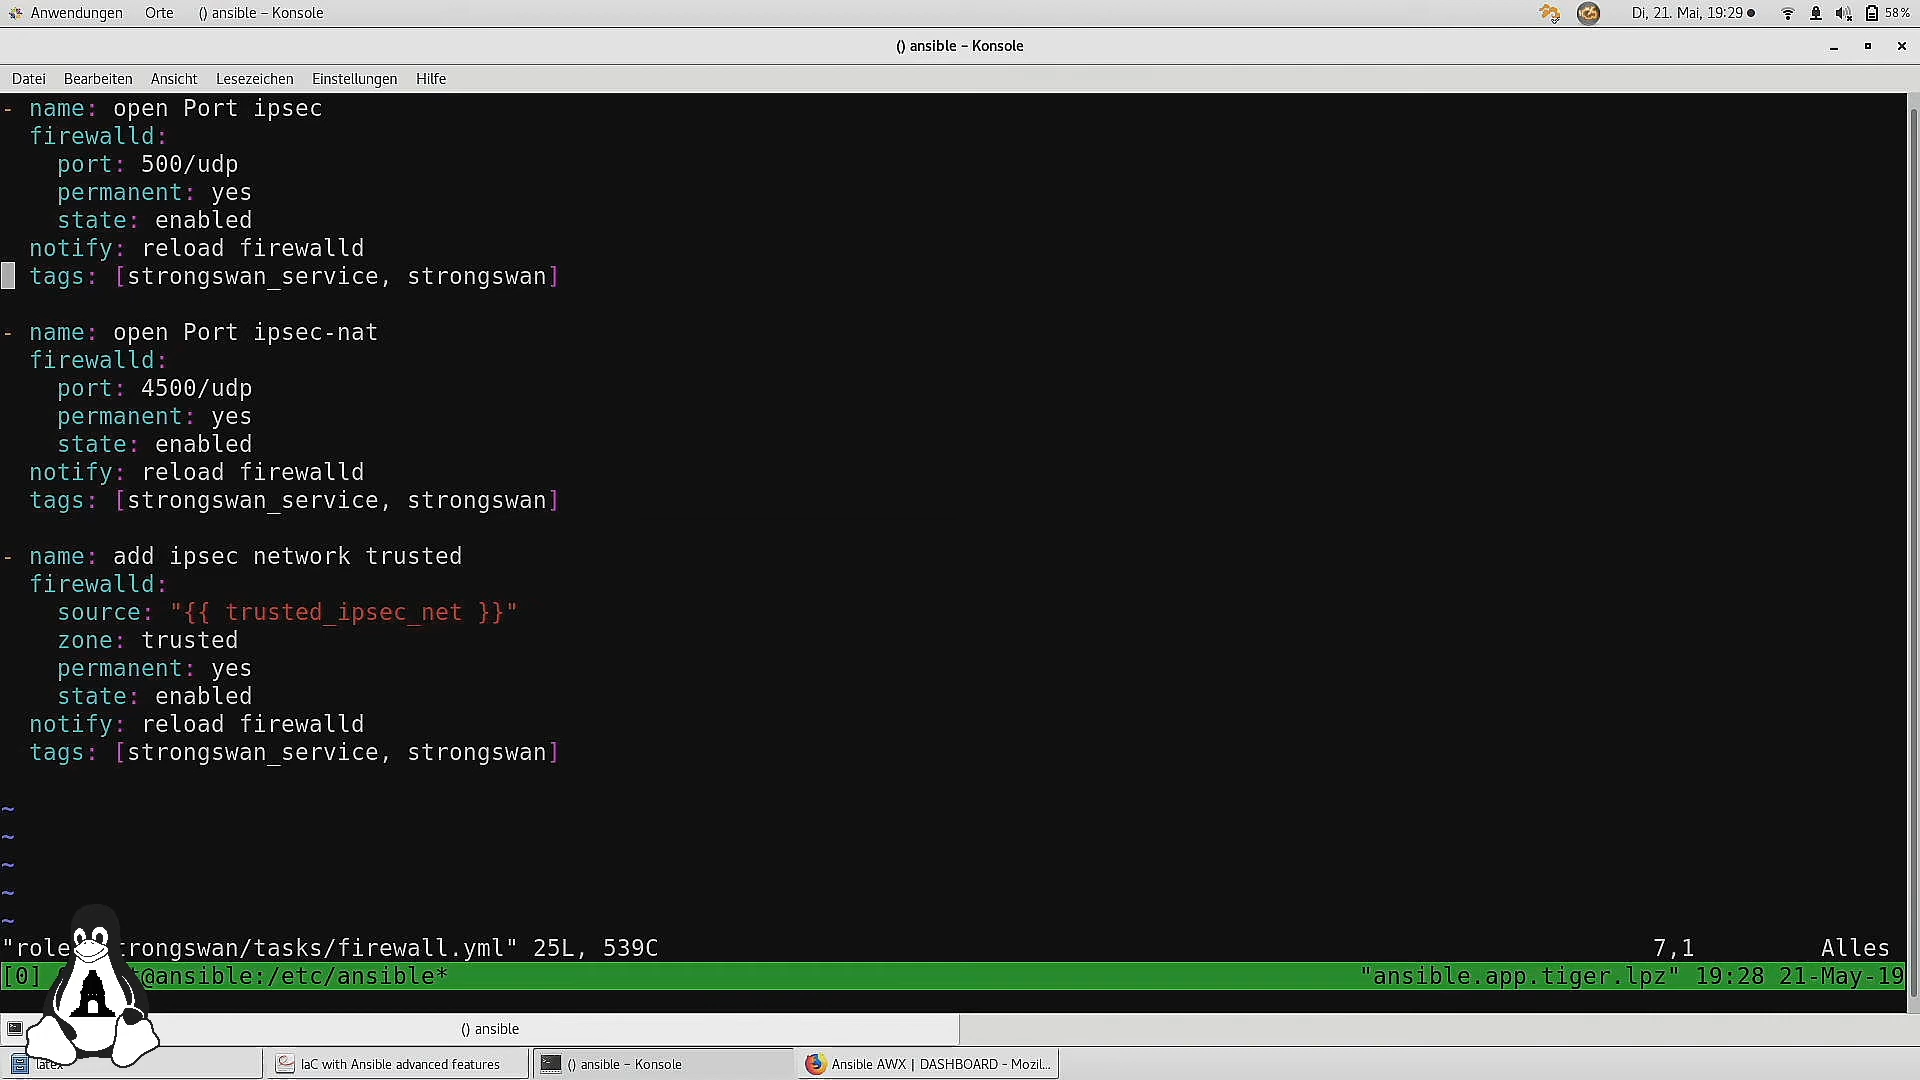 Anwendungen Orte () ansible – Konsole Di, 21. Mai, 19:29 58%
() ansible – Konsole
Datei Bearbeiten Ansicht Lesezeichen Einstellungen Hilfe
- name: open Port ipsec
firewalld:
port: 500/udp
permanent: yes
state: enabled
notify: reload firewalld
tags: [strongswan_service, strongswan]
- name: open Port ipsec-nat
firewalld:
port: 4500/udp
permanent: yes
state: enabled
notify: reload firewalld
tags: [strongswan_service, strongswan]
- name: add ipsec network trusted
firewalld:
source: "{{ trusted_ipsec_net }}"
zone: trusted
permanent: yes
state: enabled
notify: reload firewalld
tags: [strongswan_service, strongswan]
~
~
~
~
~
"role trongswan/tasks/firewall.yml" 25L, 539C 7,1 Alles
[0] t@ansible:/etc/ansible* "ansible.app.tiger.lpz" 19:28 21-May-19
() ansible
latex IaC with Ansible advanced features () ansible – Konsole Ansible AWX | DASHBOARD - Mozil...